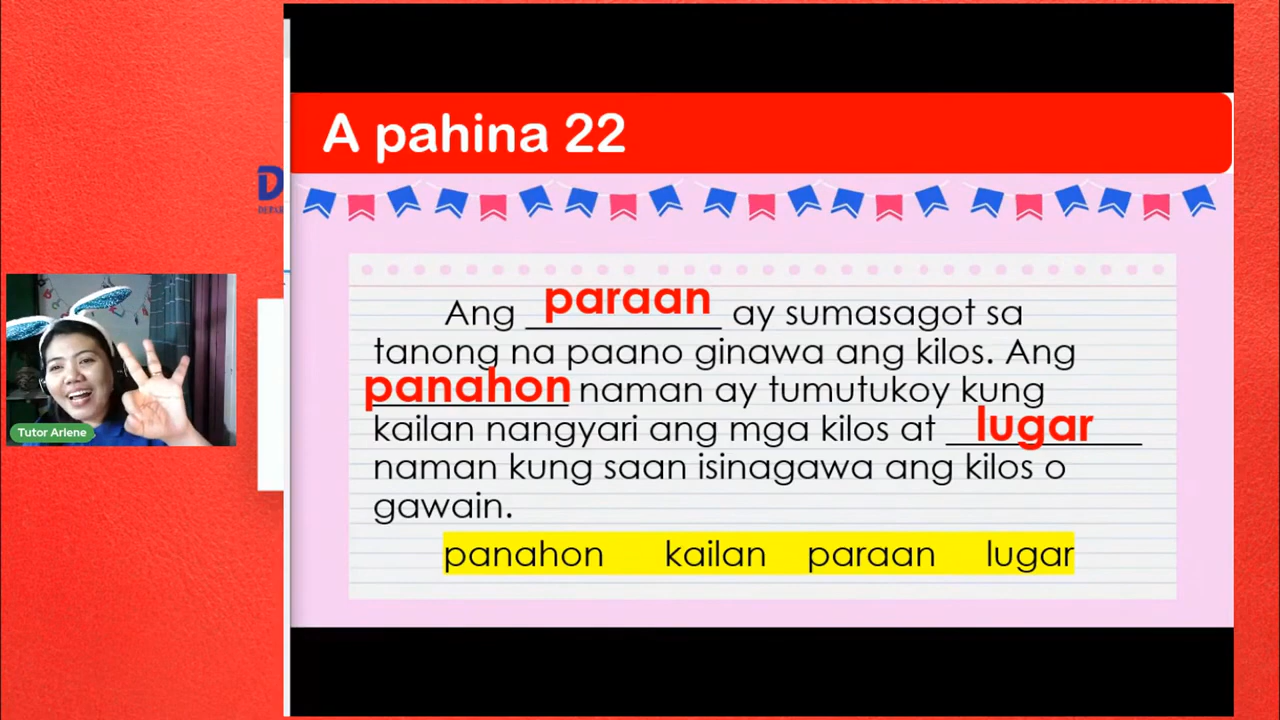 A pahina 22
Ang paraan ay sumasagot sa
tanong na paano ginawa ang kilos. Ang
panahon naman ay tumutukoy kung
kailan nangyari ang mga kilos at lugar
naman kung saan isinagawa ang kilos o
gawain.
panahon kailan paraan lugar
Tutor Arlene